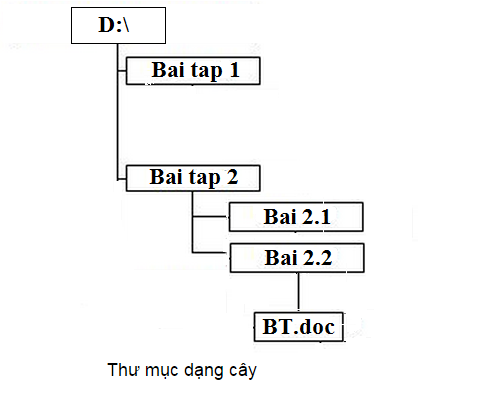 D:\
Bai tap 1
Bai tap 2
Bai 2.1
Bai 2.2
BT.doc
Thư mục dạng cây